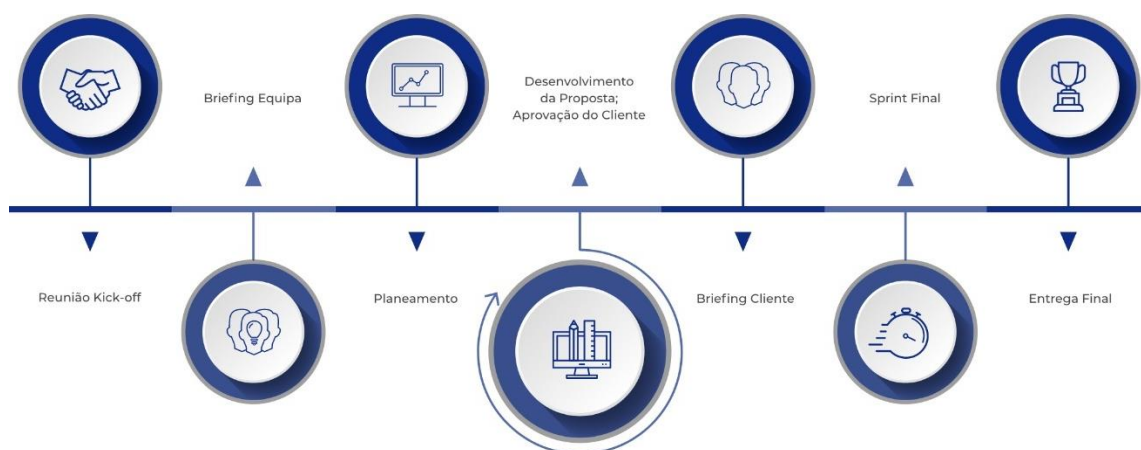 Briefing Equipa
Desenvolvimento
da Proposta;
Aprovação do Cliente
Sprint Final
Reunião Kick-off
Planeamento
Briefing Cliente
Entrega Final